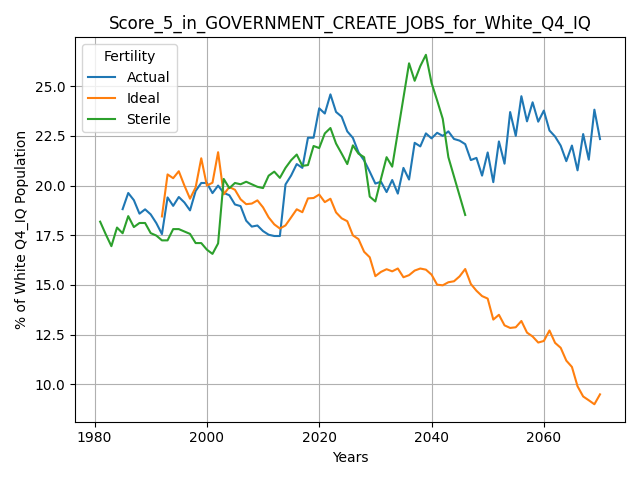 Score_5_in_GOVERNMENT_CREATE_JOBS_for_White_Q4_IQ
Fertility
Actual
Ideal
Sterile
% of White Q4_IQ Population
25.0
22.5
20.0
17.5
15.0
12.5
10.0
1980 2000 2020 2040 2060
Years